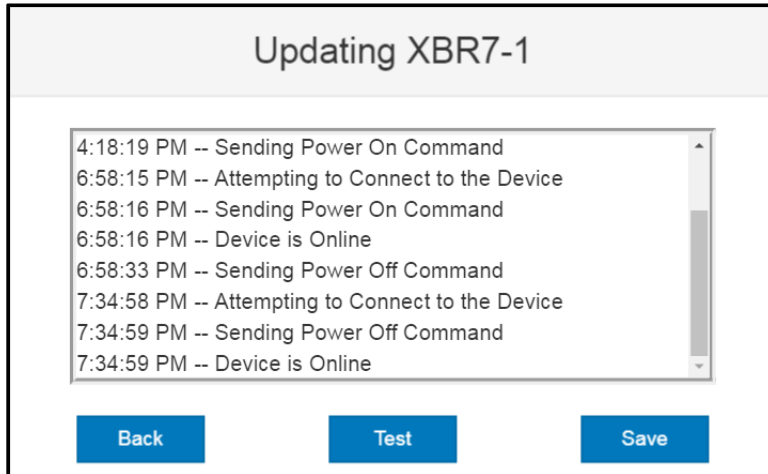 Updating XBR7-1
4:18:19 PM -- Sending Power On Command
6:58:15 PM -- Attempting to Connect to the Device
6:58:16 PM -- Sending Power On Command
6:58:16 PM -- Device is Online
6:58:33 PM -- Sending Power Off Command
7:34:58 PM -- Attempting to Connect to the Device
7:34:59 PM -- Sending Power Off Command
7:34:59 PM -- Device is Online
Back Test Save